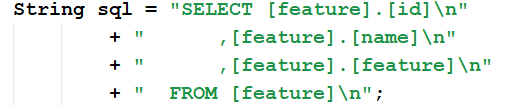 String sql = "SELECT [feature].[id]\n"
        + "      ,[feature].[name]\n"
        + "      ,[feature].[feature]\n"
        + "  FROM [feature]\n";